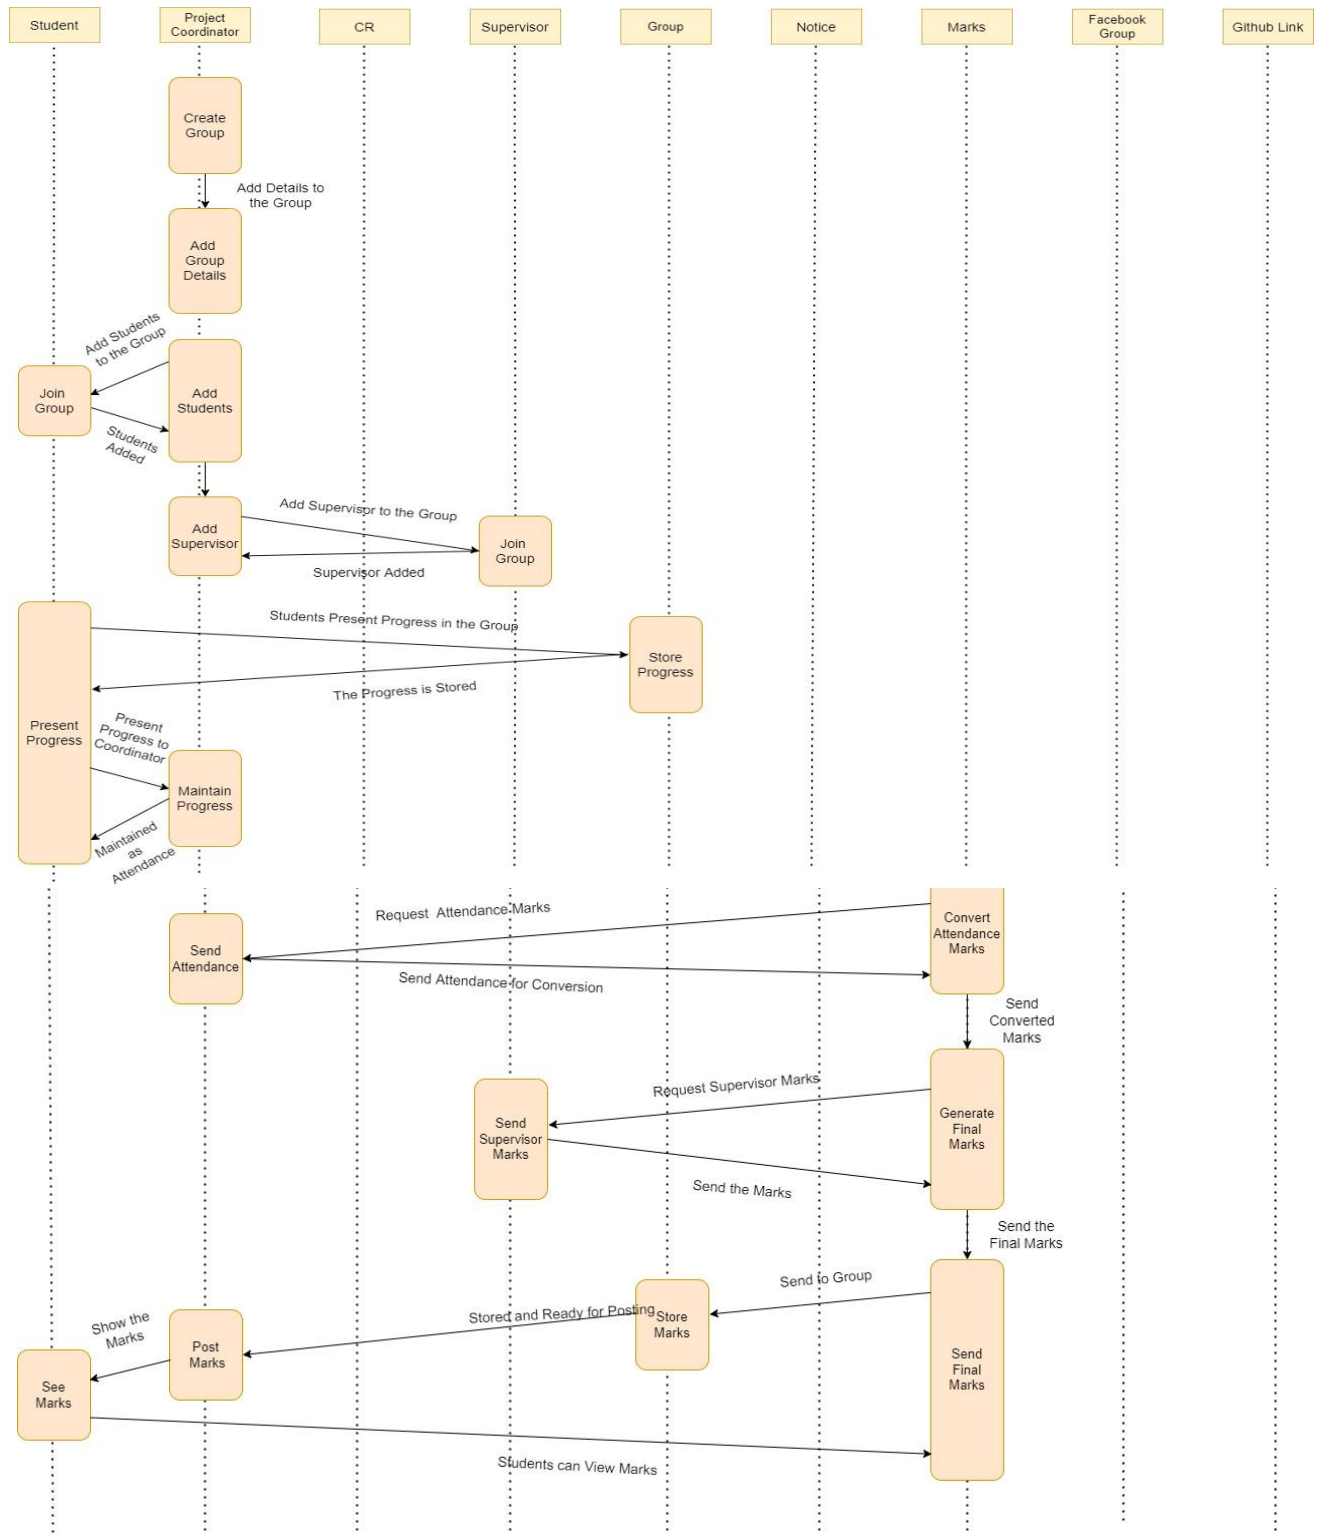 Student
Project
Coordinator
CR
Supervisor
Group
Notice
Marks
Facebook
Group
Github Link
Create
Group
Add Details to
the Group
Add
Group
Details
Add Students
to the Group
Join
Group
Add
Students
Students
Added
Add
Supervisor
Add Supervisor to the Group
Join
Group
Supervisor Added
Students Present Progress in the Group
Store
Progress
The Progress is Stored
Present
Progress
Present
Progress to
Coordinator
Maintain
Progress
Maintained
as
Attendance
Request Attendance Marks
Convert
Attendance
Marks
Send
Attendance
Send Attendance for Conversion
Send
Converted
Marks
Request Supervisor Marks
Generate
Final
Marks
Send
Supervisor
Marks
Send the Marks
Send the
Final Marks
Send to Group
Stored and Ready for Posting
Store
Marks
Show the
Marks
Post
Marks
Send
Final
Marks
See
Marks
Students can View Marks